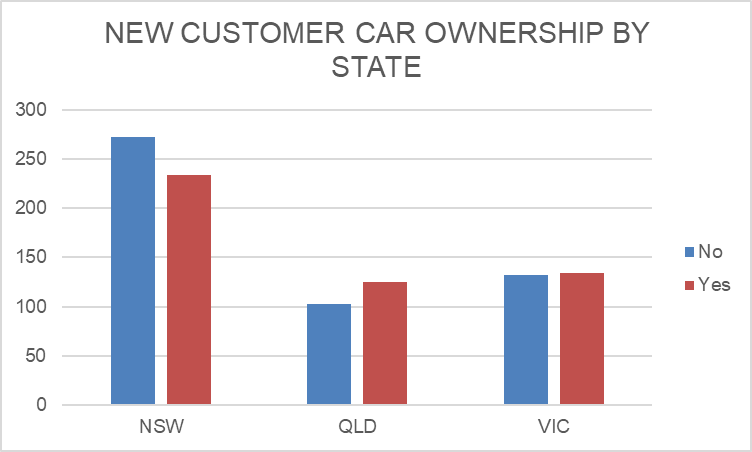 NEW CUSTOMER CAR OWNERSHIP BY
STATE
300
250
200
150
100
50
0
NSW QLD VIC
No
Yes